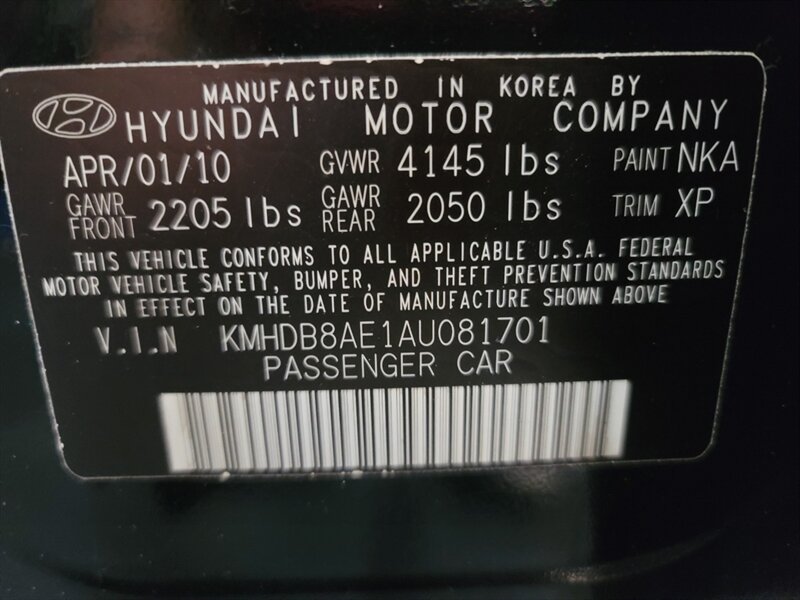 MANUFACTURED IN KOREA BY
HYUNDAI MOTOR COMPANY
APR/01/10 GVWR 4145 lbs PAINT NKA
GAWR FRONT 2205 lbs GAWR REAR 2050 lbs TRIM XP
THIS VEHICLE CONFORMS TO ALL APPLICABLE U.S.A. FEDERAL
MOTOR VEHICLE SAFETY, BUMPER, AND THEFT PREVENTION STANDARDS
IN EFFECT ON THE DATE OF MANUFACTURE SHOWN ABOVE
V.I.N KMHDB8AE1AU081701
PASSENGER CAR